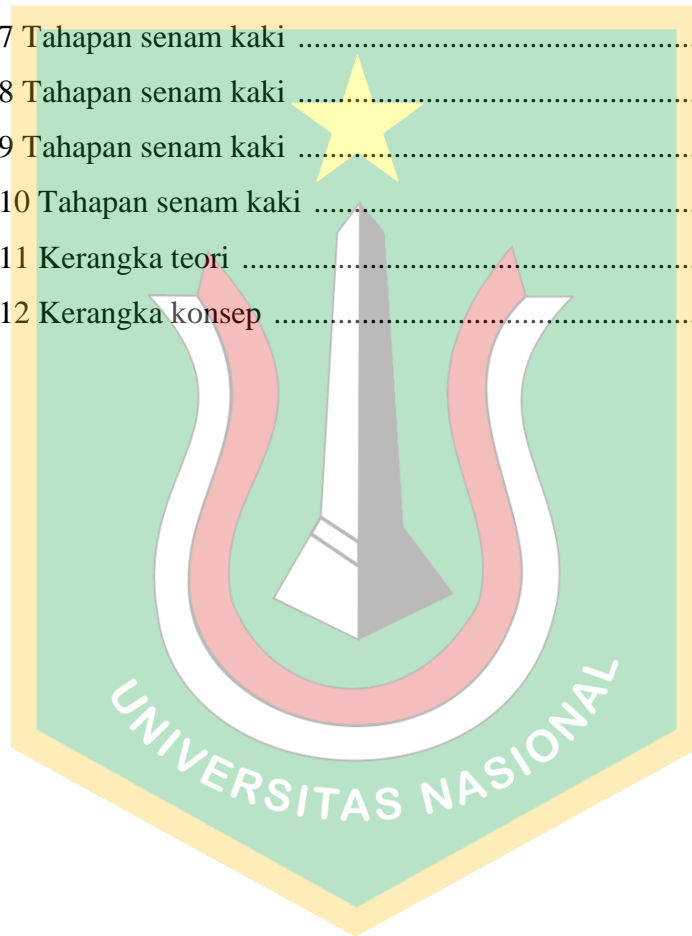 7 Tahapan senam kaki ......................................................
8 Tahapan senam kaki ......................................................
9 Tahapan senam kaki ......................................................
10 Tahapan senam kaki ....................................................
11 Kerangka teori ..............................................................
12 Kerangka konsep ..........................................................
UNIVERSITAS NASIONAL